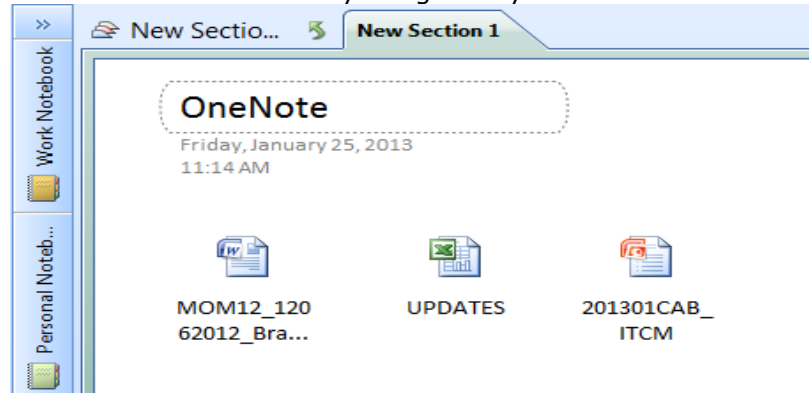 New Sectio...
New Section 1
Work Notebook
Personal Noteb...
OneNote
Friday, January 25, 2013
11:14 AM
MOM12_120
62012_Bra...
UPDATES
201301CAB_
ITCM